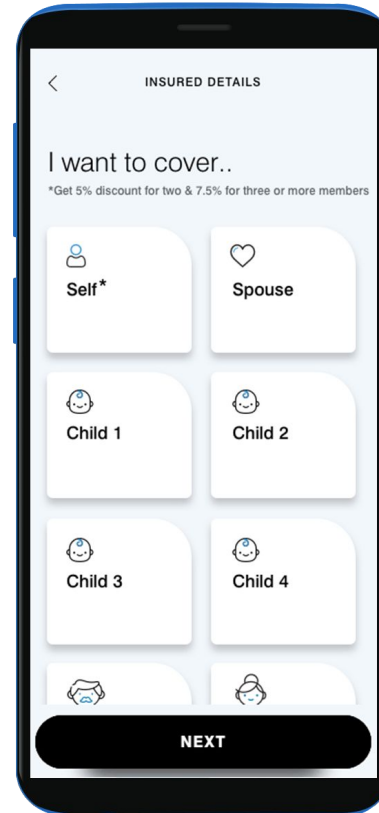 INSURED DETAILS
I want to cover..
*Get 5% discount for two & 7.5% for three or more members
Self*
Spouse
Child 1
Child 2
Child 3
Child 4
NEXT